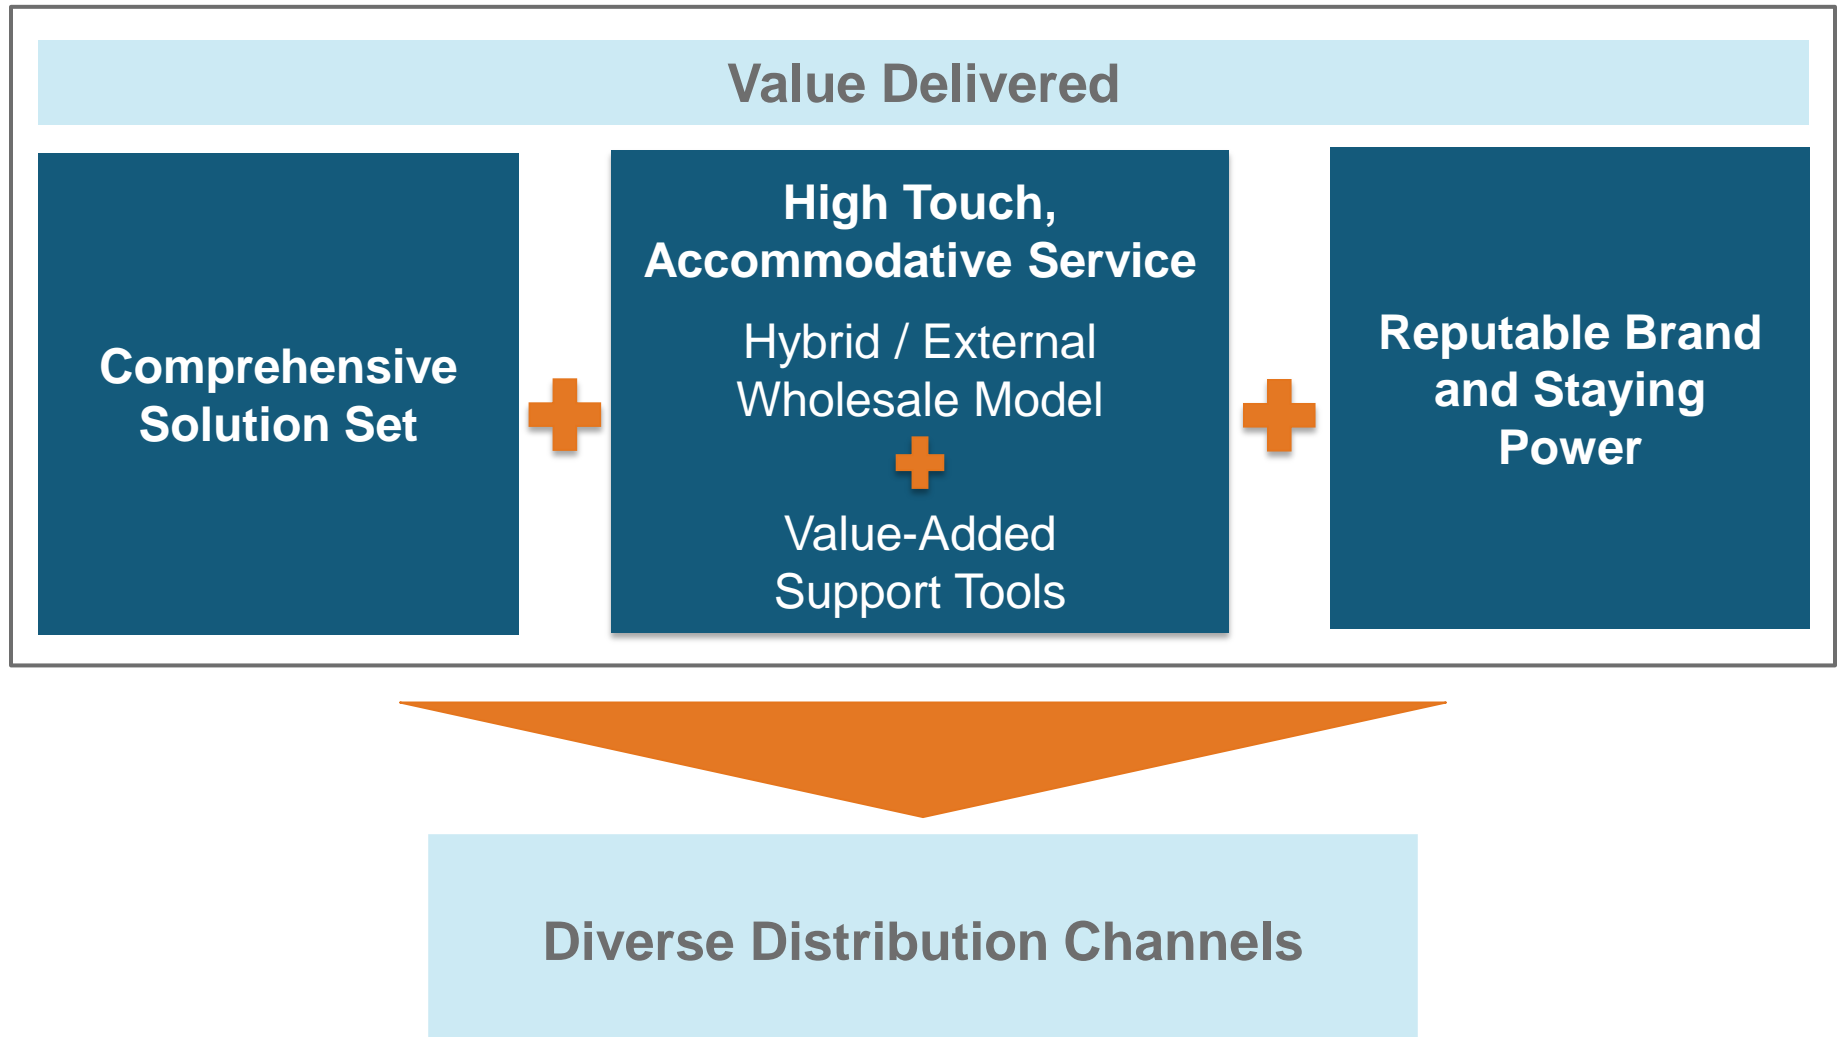 Value Delivered
Comprehensive
Solution Set
High Touch,
Accommodative Service
Hybrid / External
Wholesale Model
Value-Added
Support Tools
Reputable Brand
and Staying
Power
Diverse Distribution Channels